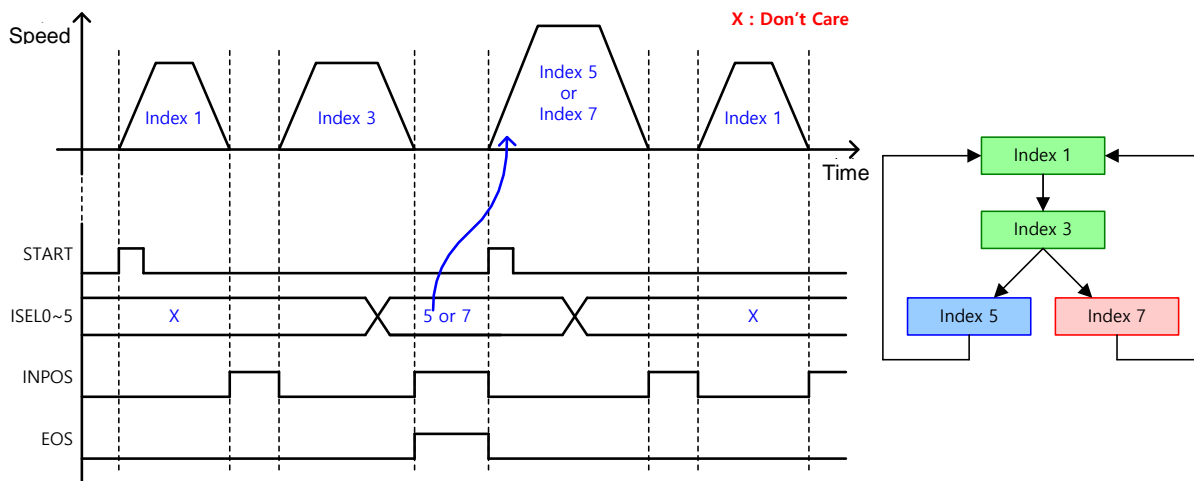 X : Don't Care
Speed
Index 1
Index 3
Index 5
or
Index 7
Index 1
Time
START
ISEL0~5
X
5 or 7
X
INPOS
EOS
Index 1
Index 3
Index 5
Index 7